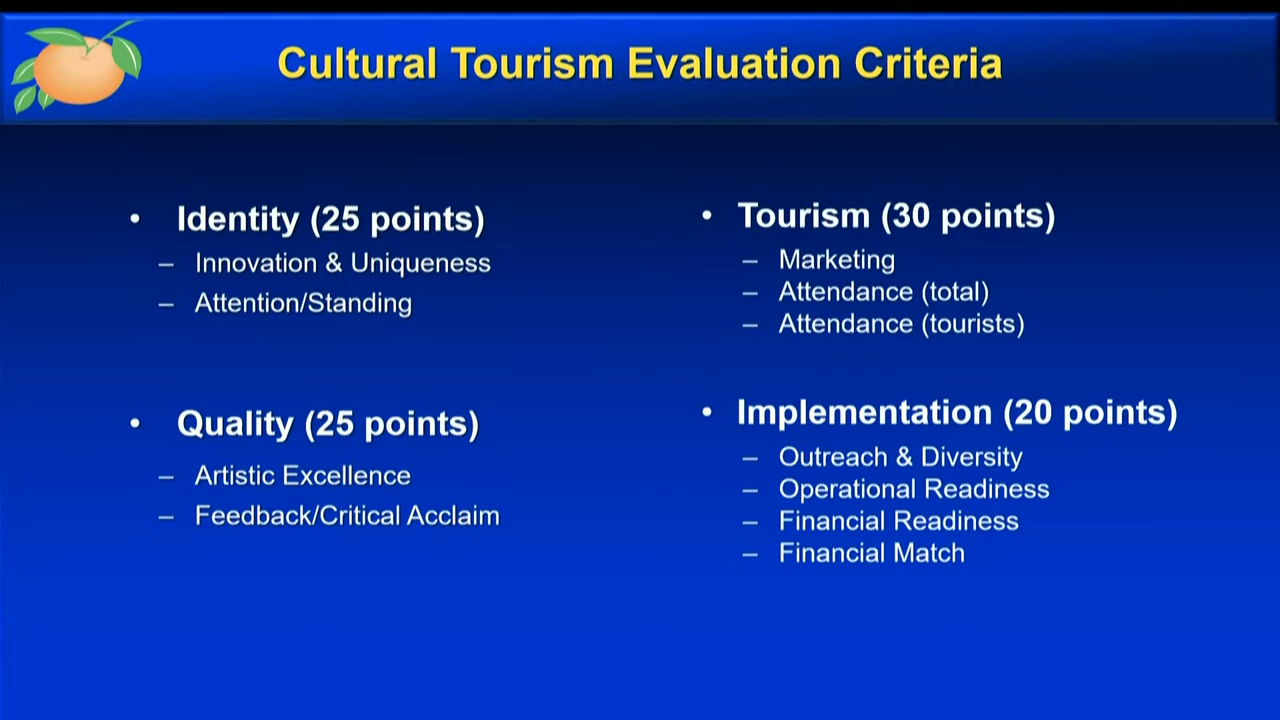 Cultural Tourism Evaluation Criteria
• Identity (25 points)
– Innovation & Uniqueness
– Attention/Standing
• Quality (25 points)
– Artistic Excellence
– Feedback/Critical Acclaim
• Tourism (30 points)
– Marketing
– Attendance (total)
– Attendance (tourists)
• Implementation (20 points)
– Outreach & Diversity
– Operational Readiness
– Financial Readiness
– Financial Match